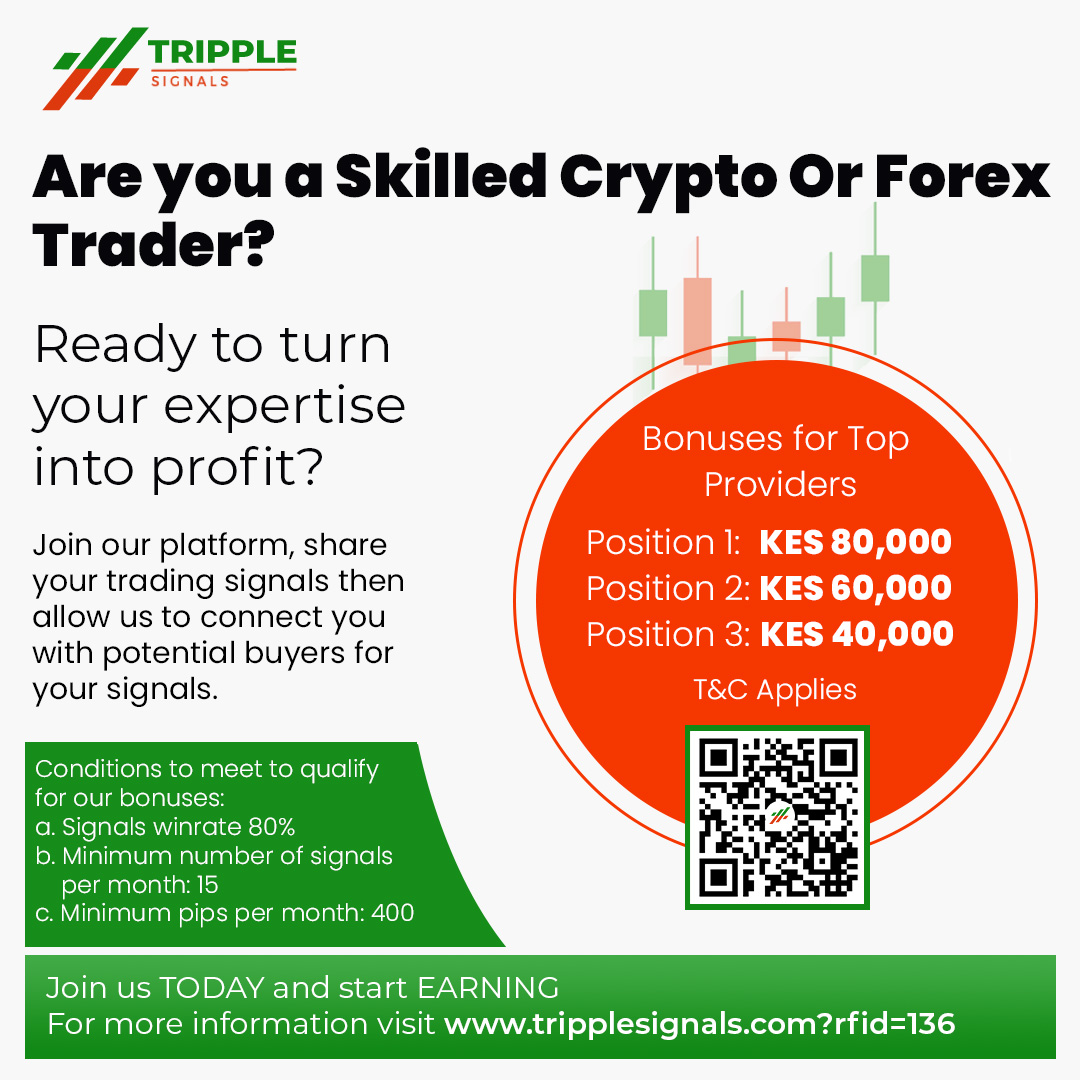 TRIPPLE
SIGNALS
Are you a Skilled Crypto Or Forex
Trader?
Ready to turn
your expertise
into profit?
Join our platform, share
your trading signals then
allow us to connect you
with potential buyers for
your signals.
Bonuses for Top
Providers
Position 1: KES 80,000
Position 2: KES 60,000
Position 3: KES 40,000
T&C Applies
Conditions to meet to qualify
for our bonuses:
a. Signals winrate 80%
b. Minimum number of signals
per month: 15
c. Minimum pips per month: 400
Join us TODAY and start EARNING
For more information visit www.tripplesignals.com?rfid=136